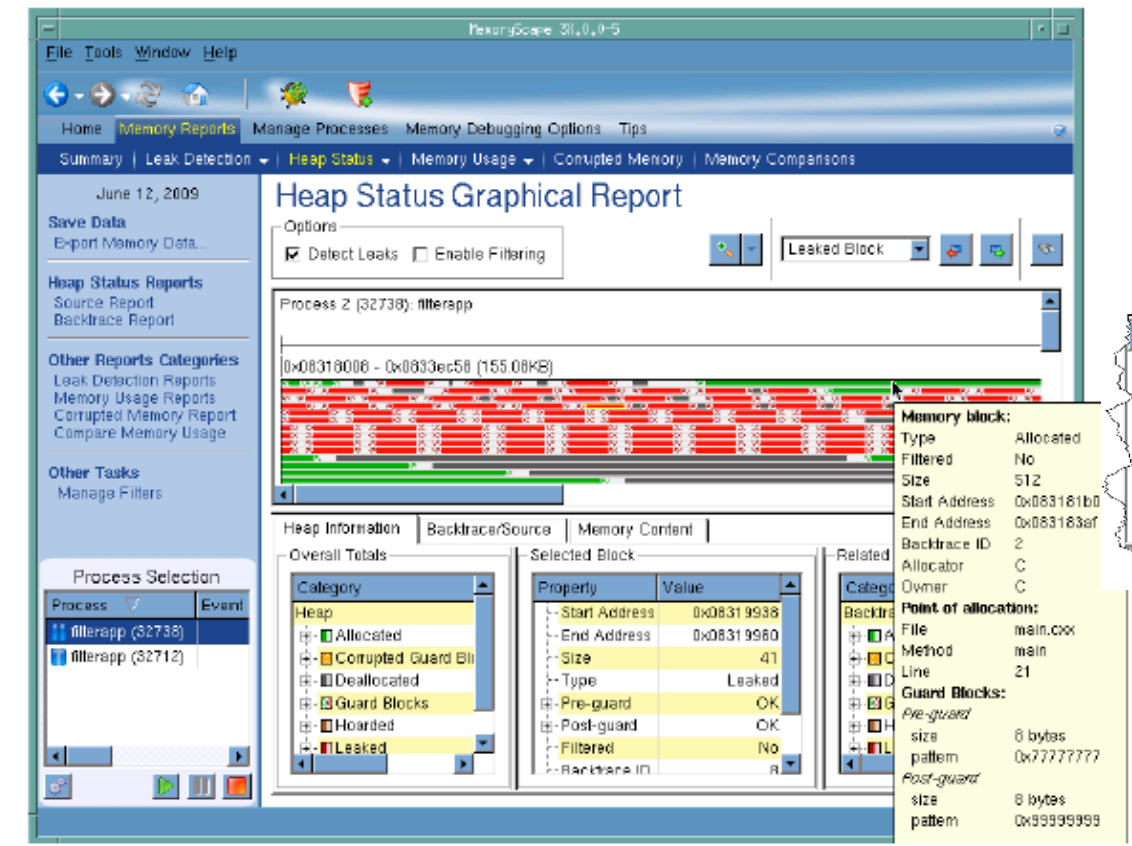 MemoryScape 3X.0.0-5
File Tools Window Help
Home Memory Reports Manage Processes Memory Debugging Options Tips
Summary | Leak Detection | Heap Status | Memory Usage | Corrupted Memory | Memory Comparisons
June 12, 2009
Save Data
Export Memory Data...
Heap Status Reports
Source Report
Backtrace Report
Other Reports Categories
Leak Detection Reports
Memory Usage Reports
Corrupted Memory Report
Compare Memory Usage
Other Tasks
Manage Filters
Process Selection
Process Event
filterapp (32738)
filterapp (32712)
Heap Status Graphical Report
Options
Detect Leaks Enable Filtering
Leaked Block
Process 2 (32738): filterapp
0x08318008 - 0x0833ec58 (155.08KB)
Heap Information Backtrace/Source Memory Content
Overall Totals
Category
Heap
Allocated
Corrupted Guard Blo
Deallocated
Guard Blocks
Hoarded
Leaked
Selected Block
Property Value
Start Address 0x08319938
End Address 0x08319960
Size 41
Type Leaked
Pre-guard OK
Post-guard OK
Filtered No
Backtrace ID 8
Related
Catego
Backtra
A
C
D
G
H
L
Memory block:
Type Allocated
Filtered No
Size 512
Start Address 0x083181b0
End Address 0x083183af
Backtrace ID 2
Allocator C
Owner C
Point of allocation:
File main.cxx
Method main
Line 21
Guard Blocks:
Pre-guard
size 8 bytes
pattern 0x77777777
Post-guard
size 8 bytes
pattern 0x99999999